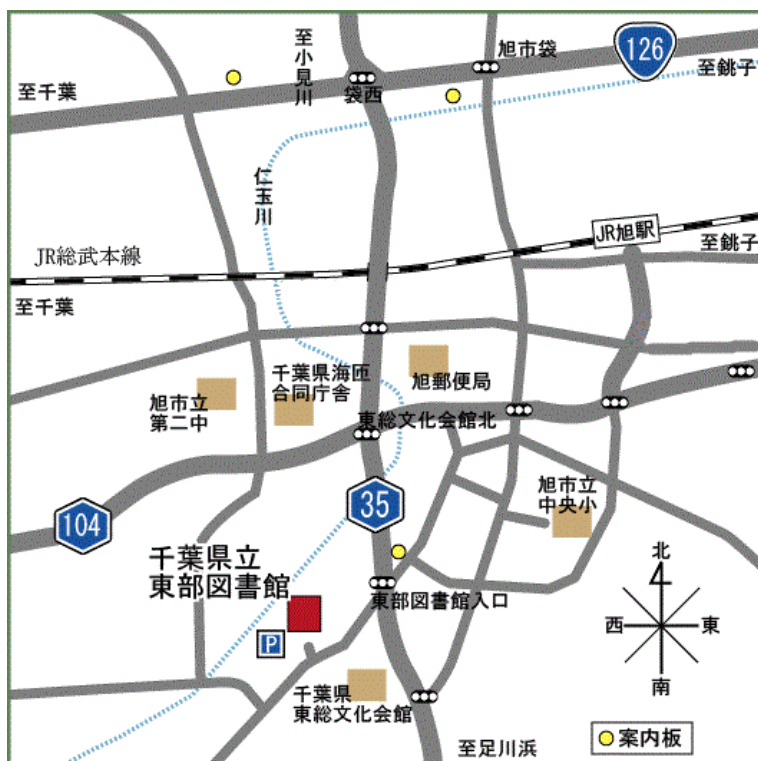 至小見川
旭市袋
126
至銚子
至千葉
袋西
仁玉川
JR旭駅
JR総武本線
至銚子
至千葉
千葉県海匝
合同庁舎
旭郵便局
旭市立
第二中
東総文化会館北
旭市立
中央小
35
104
千葉県立
東部図書館
東部図書館入口
P
北
西
東
南
千葉県
東総文化会館
至足川浜
案内板